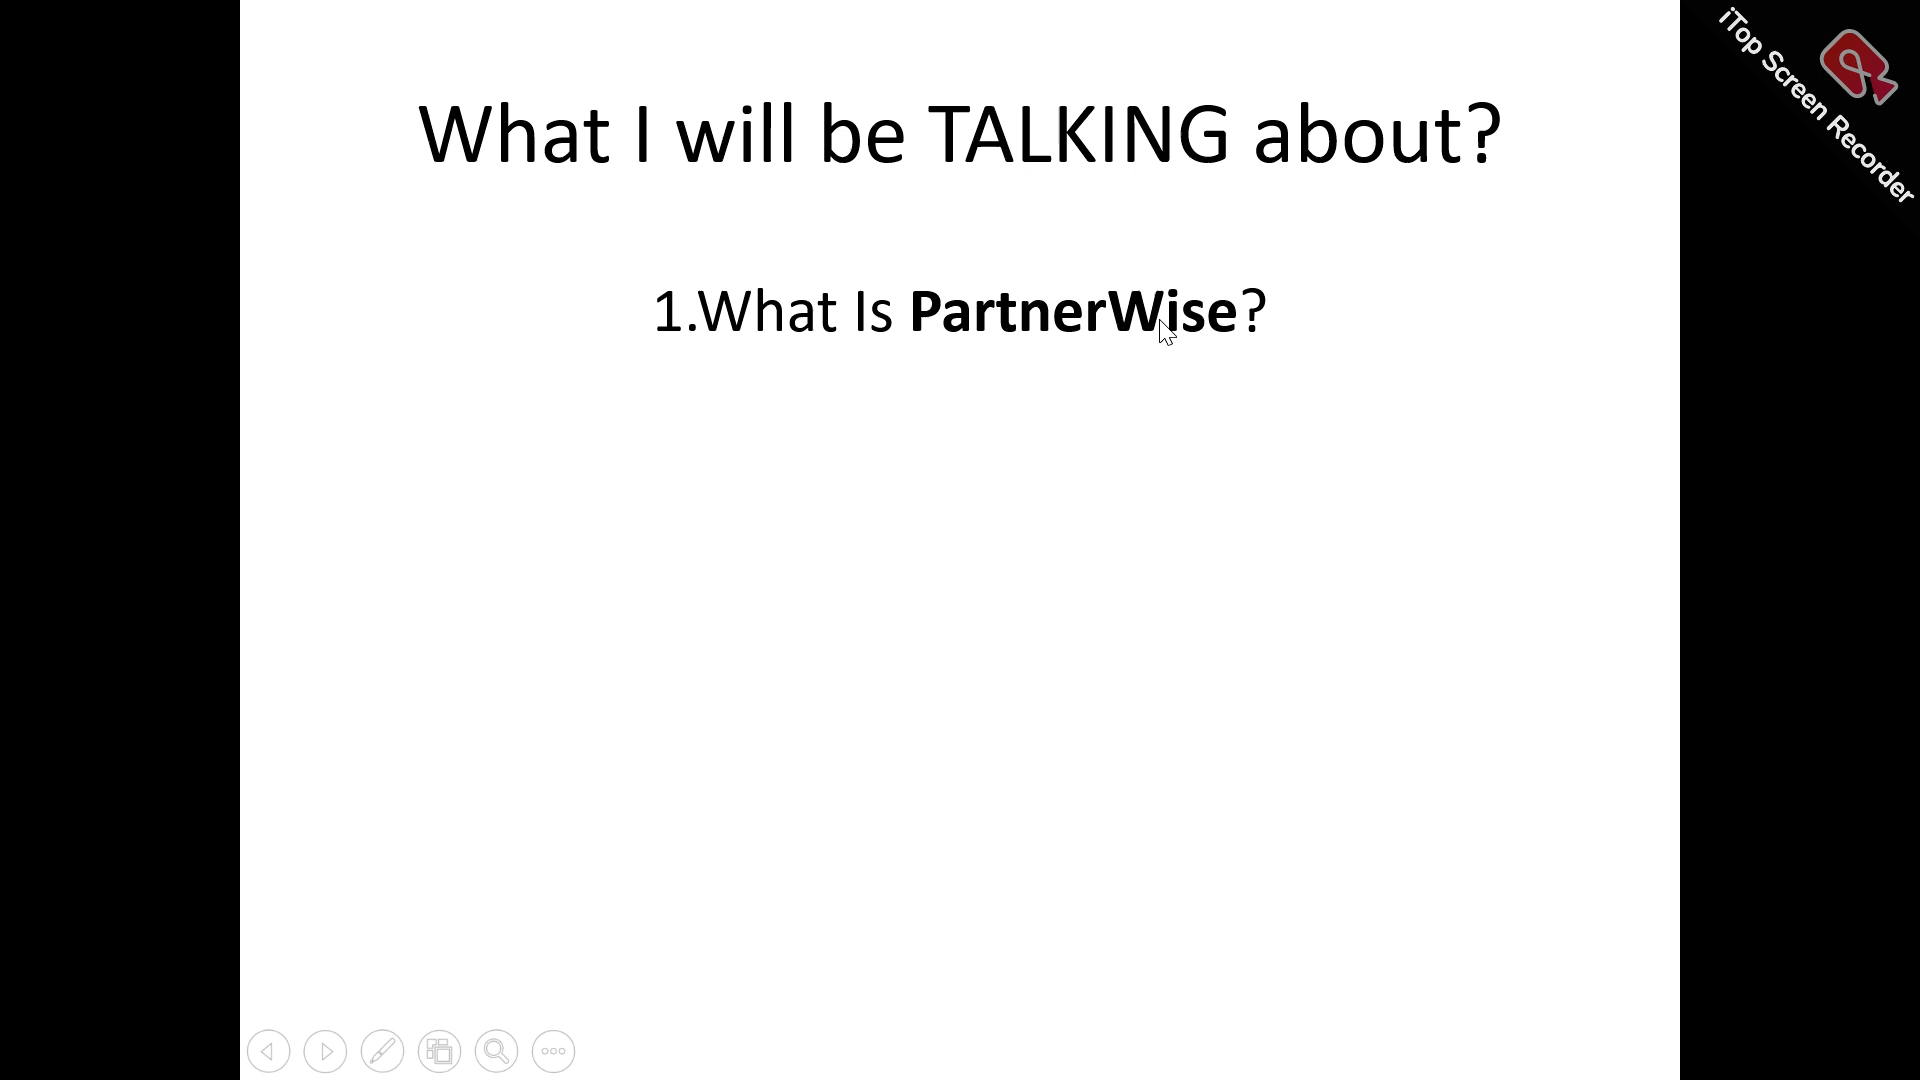 What I will be TALKING about?
1.What Is PartnerWise?
iTop Screen Recorder